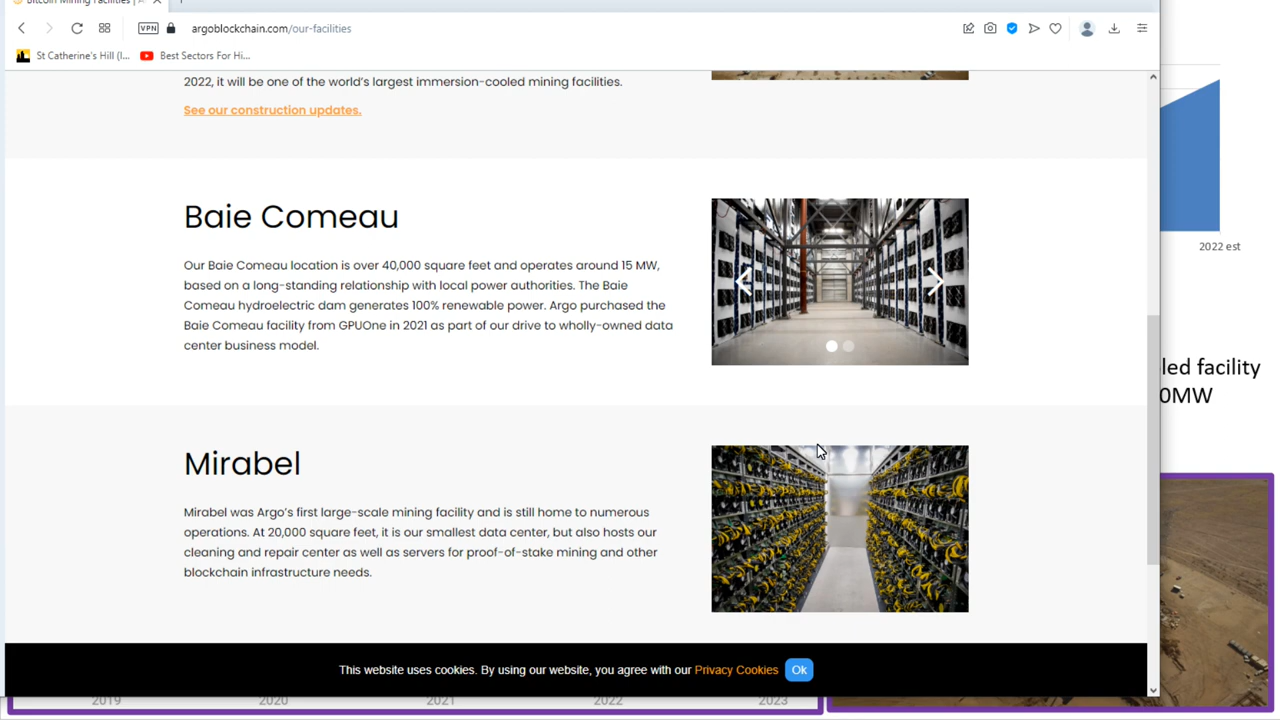 Bitcoin Mining Facilities |
VPN
argoblockchain.com/our-facilities
St Catherine's Hill (I...
Best Sectors For Hi...
2022, it will be one of the world's largest immersion-cooled mining facilities.
See our construction updates.
Baie Comeau
Our Baie Comeau location is over 40,000 square feet and operates around 15 MW,
based on a long-standing relationship with local power authorities. The Baie
Comeau hydroelectric dam generates 100% renewable power. Argo purchased the
Baie Comeau facility from GPUOne in 2021 as part of our drive to wholly-owned data
center business model.
2022 est
led facility
0MW
Mirabel
Mirabel was Argo's first large-scale mining facility and is still home to numerous
operations. At 20,000 square feet, it is our smallest data center, but also hosts our
cleaning and repair center as well as servers for proof-of-stake mining and other
blockchain infrastructure needs.
This website uses cookies. By using our website, you agree with our Privacy Cookies Ok
2019 2020 2021 2022 2023